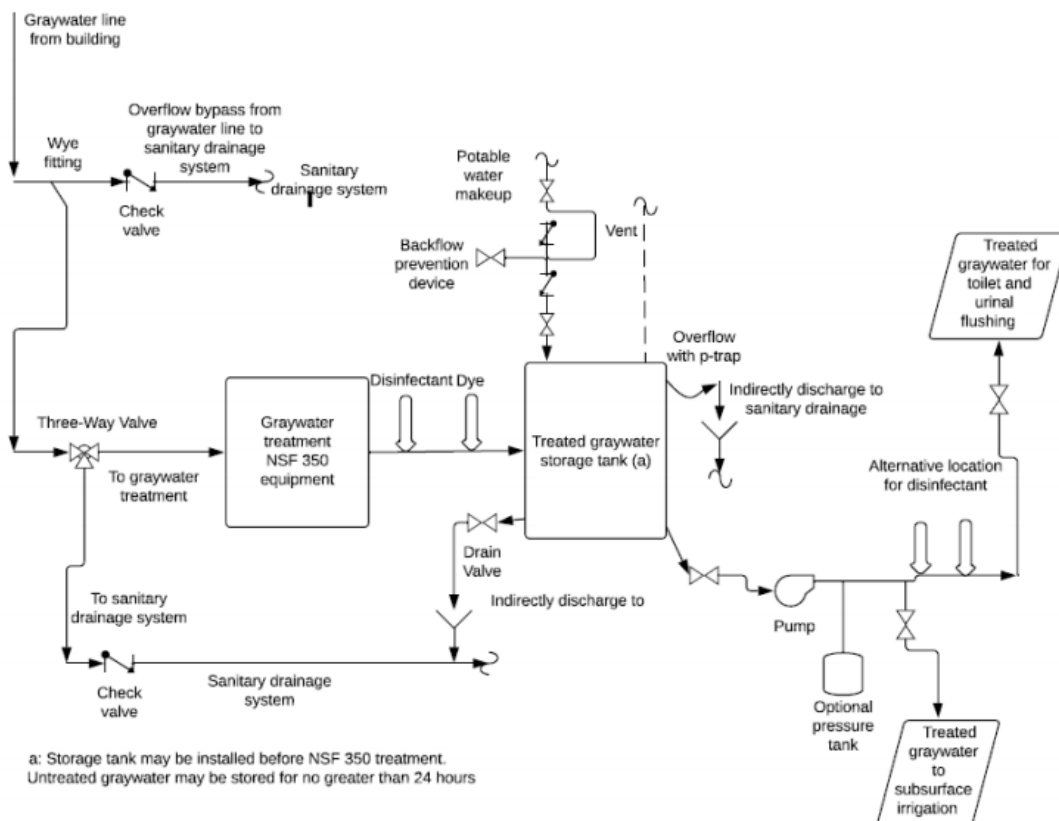 Graywater line
from building
Overflow bypass from
graywater line to
sanitary drainage
system
Wye
fitting
Sanitary
drainage system
Check
valve
Potable
water
makeup
Vent
Backflow
prevention
device
Treated
graywater for
toilet and
urinal
flushing
Overflow
with p-trap
Indirectly discharge to
sanitary drainage
Disinfectant Dye
Three-Way Valve
Graywater
treatment
NSF 350
equipment
Treated graywater
storage tank (a)
To graywater
treatment
Alternative location
for disinfectant
Drain
Valve
Indirectly discharge to
To sanitary
drainage system
Pump
Check
valve
Sanitary drainage
system
Optional
pressure
tank
Treated
graywater
to
subsurface
irrigation
a: Storage tank may be installed before NSF 350 treatment.
Untreated graywater may be stored for no greater than 24 hours